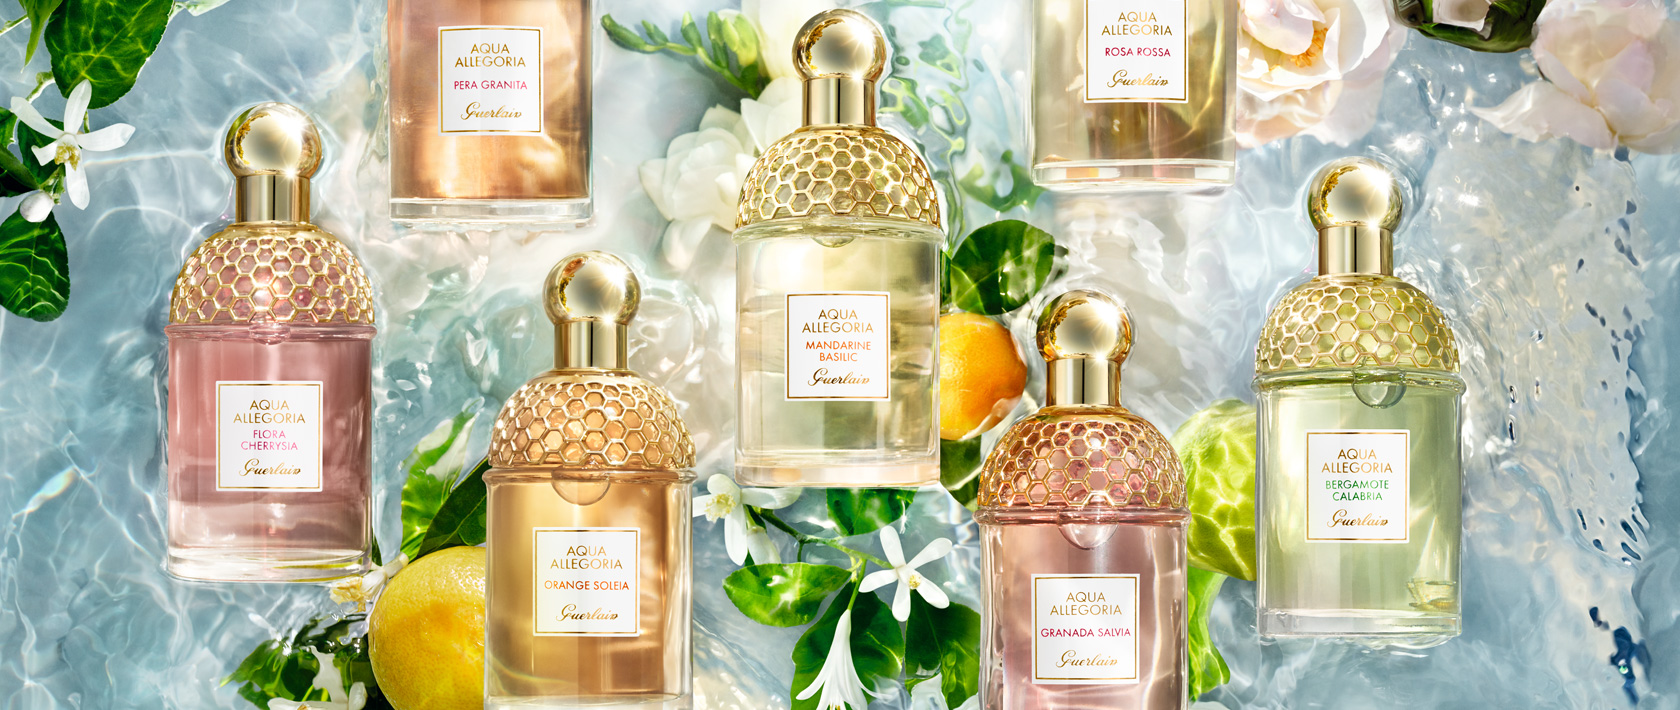 AQUA
ALLEGORIA
PERA GRANITA
Guerlain
AQUA
ALLEGORIA
ROSA ROSSA
Guerlain
AQUA
ALLEGORIA
FLORA
CHERRYSIA
Guerlain
AQUA
ALLEGORIA
ORANGE SOLEIA
Guerlain
AQUA
ALLEGORIA
MANDARINE
BASILIC
Guerlain
AQUA
ALLEGORIA
GRANADA SALVIA
Guerlain
AQUA
ALLEGORIA
BERGAMOTE
CALABRIA
Guerlain